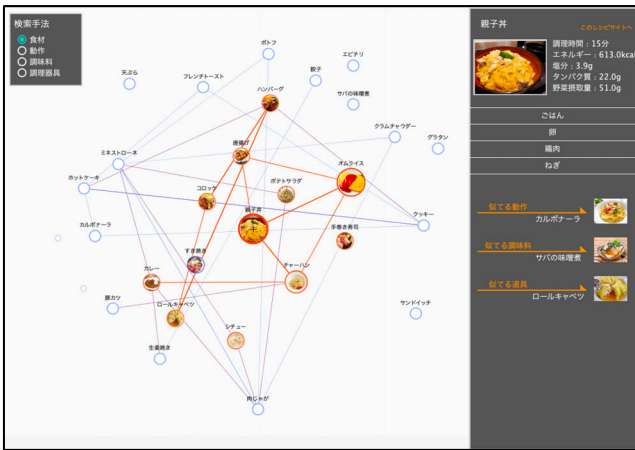 検索手法
食材
動作
調味料
調理器具
ポトフ
エビチリ
餃子
天ぷら
フレンチトースト
ハンバーグ
サバの味噌煮
クラムチャウダー
グラタン
唐揚げ
ミネストローネ
オムライス
ホットケーキ
コロッケ
ポテトサラダ
親子丼
クッキー
カルボナーラ
手巻き寿司
すき焼き
カレー
チャーハン
豚カツ
ロールキャベツ
サンドイッチ
シチュー
生姜焼き
肉じゃが
親子丼
このレシピサイトへ
調理時間：15分
エネルギー：613.0kcal
塩分：3.9g
タンパク質：22.0g
野菜摂取量：51.0g
ごはん
卵
鶏肉
ねぎ
似てる動作
カルボナーラ
似てる調味料
サバの味噌煮
似てる道具
ロールキャベツ